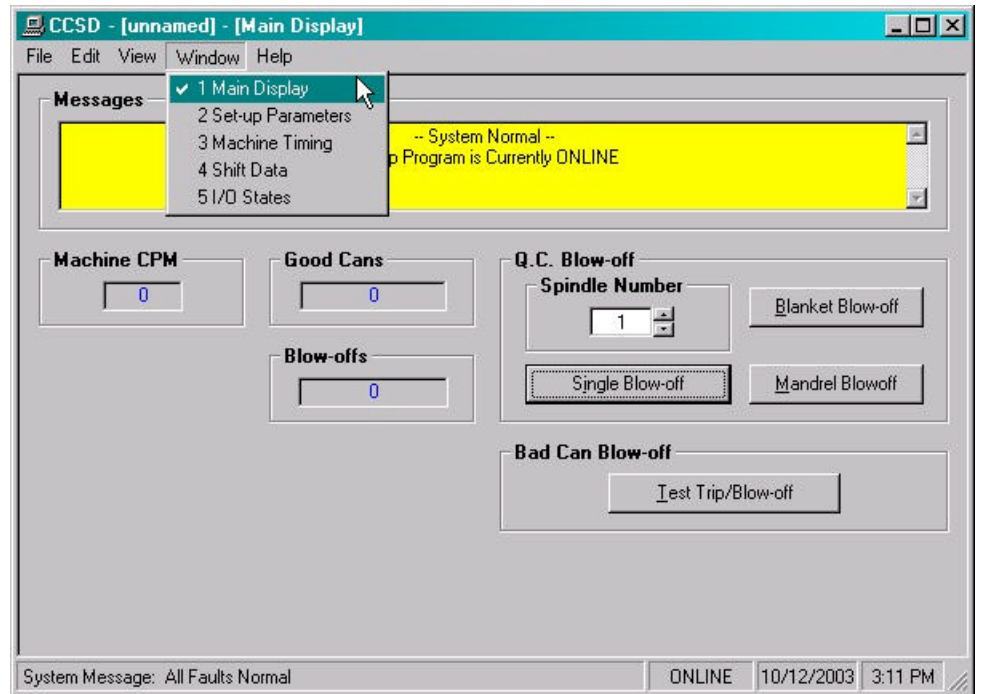 CCSD - [unnamed] - [Main Display]
File Edit View Window Help
✔ 1 Main Display
2 Set-up Parameters
3 Machine Timing
4 Shift Data
5 I/O States
Messages
-- System Normal --
p Program is Currently ONLINE
Machine CPM
0
Good Cans
0
Blow-offs
0
Q.C. Blow-off
Spindle Number
1
Blanket Blow-off
Single Blow-off
Mandrel Blowoff
Bad Can Blow-off
Test Trip/Blow-off
System Message: All Faults Normal
ONLINE
10/12/2003
3:11 PM